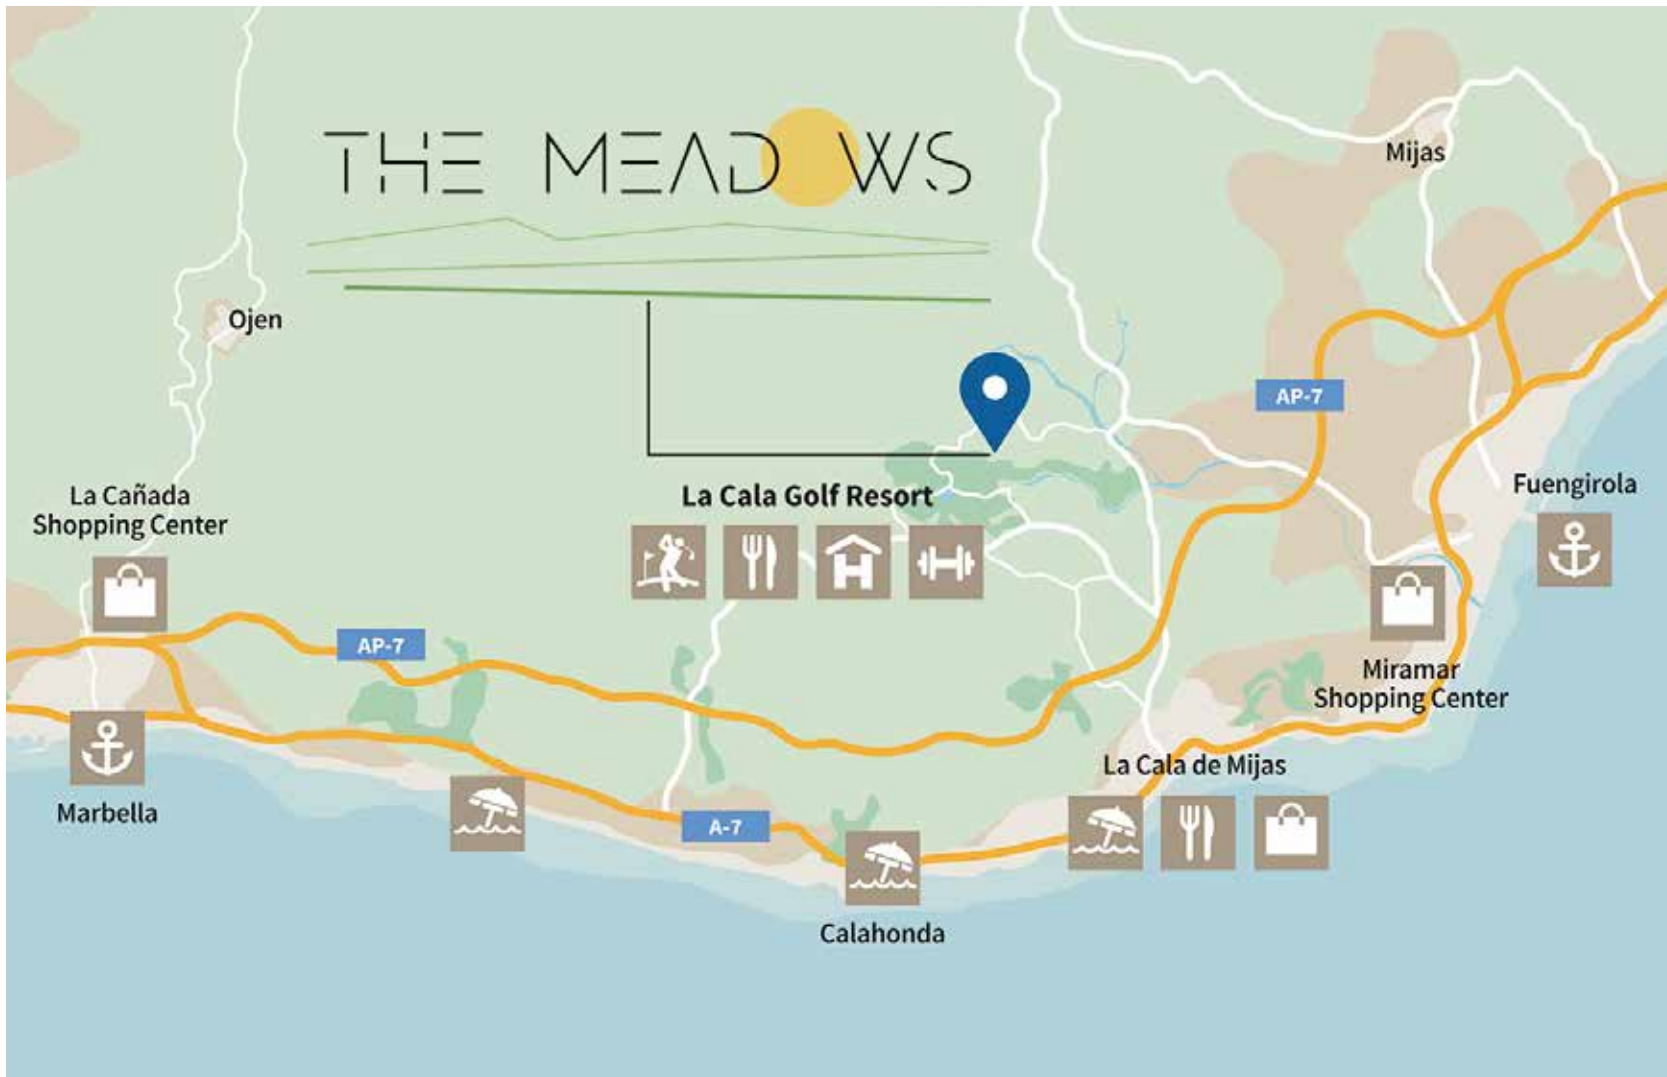 THE MEADOWS
Mijas
Ojen
AP-7
La Cañada
Shopping Center
La Cala Golf Resort
Fuengirola
AP-7
Miramar
Shopping Center
La Cala de Mijas
Marbella
A-7
Calahonda